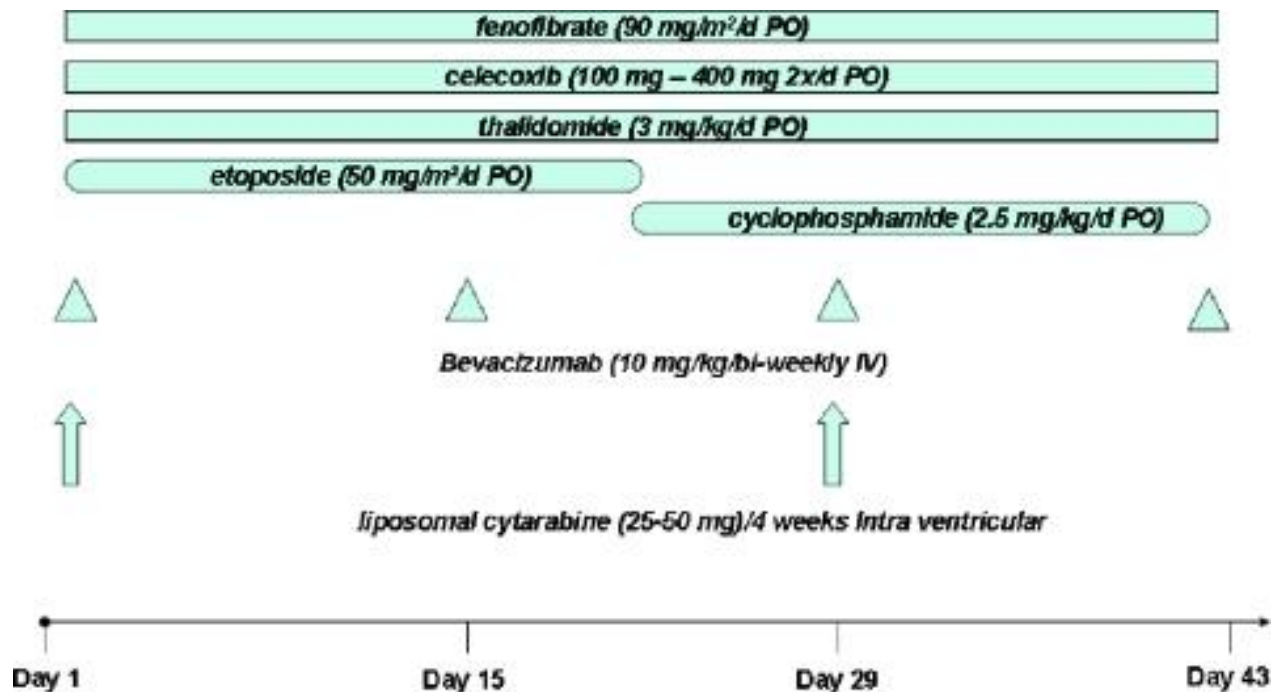 fenofibrate (90 mg/m²/d PO)
celecoxib (100 mg – 400 mg 2x/d PO)
thalidomide (3 mg/kg/d PO)
etoposide (50 mg/m²/d PO)
cyclophosphamide (2.5 mg/kg/d PO)
Bevacizumab (10 mg/kg/bi-weekly IV)
liposomal cytarabine (25-50 mg)/4 weeks Intra ventricular
Day 1 Day 15 Day 29 Day 43